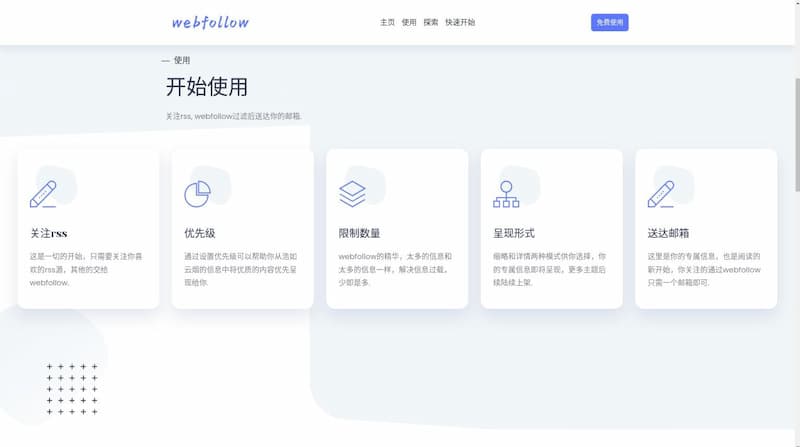 webfollow
主页 使用 探索 快速开始
免费使用
— 使用
开始使用
关注rss, webfollow过滤后送达你的邮箱.
关注rss
这是一切的开始，只需要关注你喜
欢的rss源，其他的交给
webfollow.
优先级
通过设置优先级可以帮助你从浩如
云烟的信息中将优质的内容优先呈
现给你.
限制数量
webfollow的精华，太多的信息和
太多的信息一样，解决信息过载，
少即是多.
呈现形式
缩略和详情两种模式供你选择，你
的专属信息即将呈现，更多主题后
续陆续上架.
送达邮箱
这里是你的专属信息，也是阅读的
新开始，你关注的通过webfollow
只需一个邮箱即可.